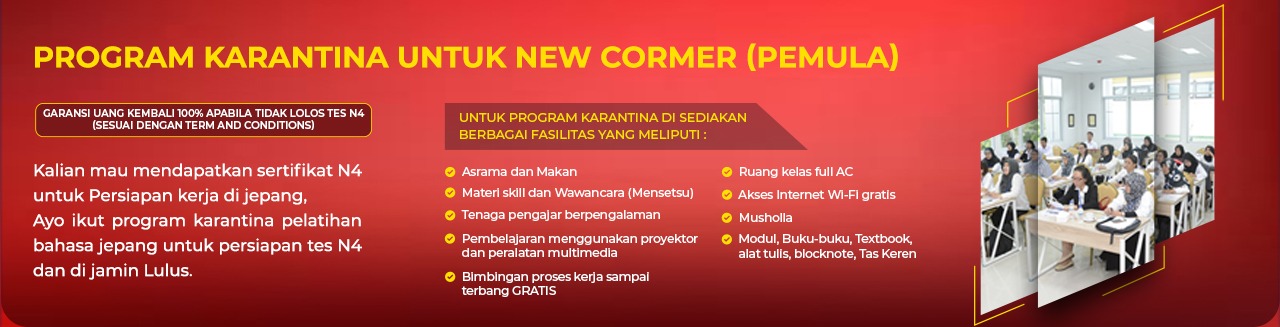 PROGRAM KARANTINA UNTUK NEW CORMER (PEMULA)
GARANSI UANG KEMBALI 100% APABILA TIDAK LOLOS TES N4
(SESUAI DENGAN TERM AND CONDITIONS)
Kalian mau mendapatkan sertifikat N4
untuk Persiapan kerja di jepang,
Ayo ikut program karantina pelatihan
bahasa jepang untuk persiapan tes N4
dan di jamin Lulus.
UNTUK PROGRAM KARANTINA DI SEDIAKAN
BERBAGAI FASILITAS YANG MELIPUTI :
Asrama dan Makan
Materi skill dan Wawancara (Mensetsu)
Tenaga pengajar berpengalaman
Pembelajaran menggunakan proyektor
dan peralatan multimedia
Bimbingan proses kerja sampai
terbang GRATIS
Ruang kelas full AC
Akses Internet WI-FI gratis
Musholla
Modul, Buku-buku, Textbook,
alat tulis, blocknote, Tas Keren